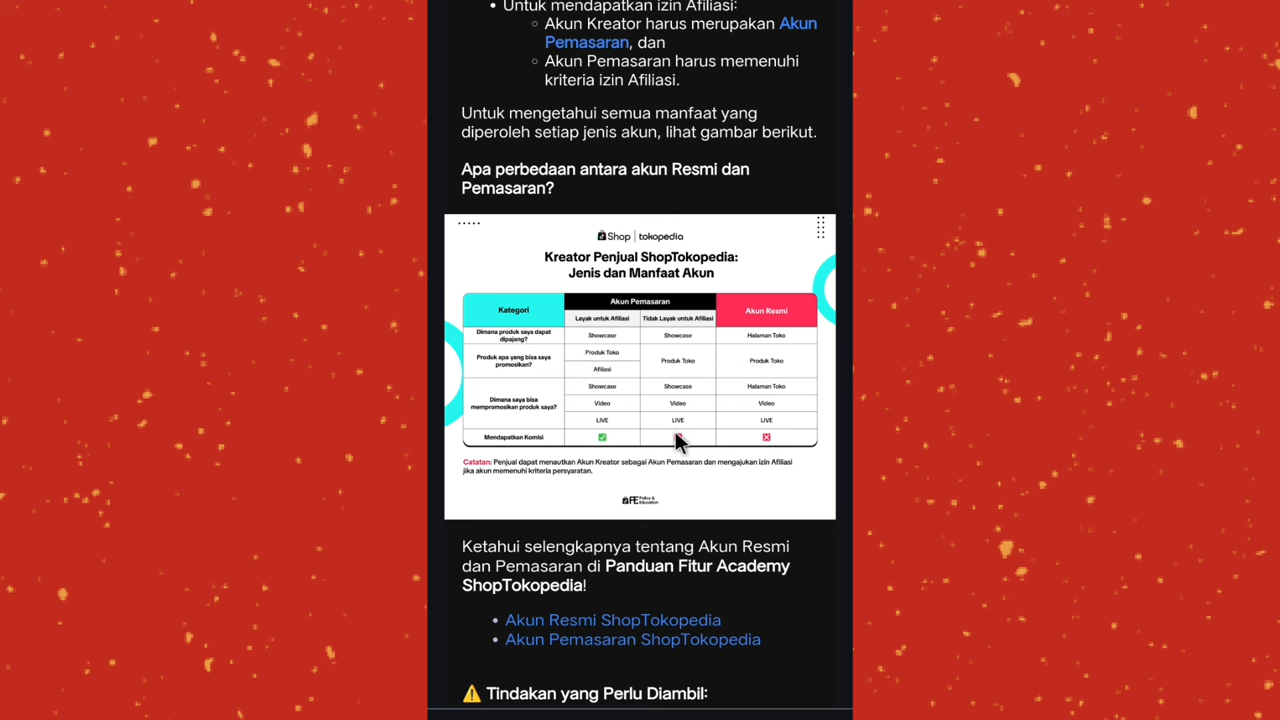 Untuk mendapatkan izin Afiliasi:
Akun Kreator harus merupakan Akun
Pemasaran, dan
Akun Pemasaran harus memenuhi
kriteria izin Afiliasi.
Untuk mengetahui semua manfaat yang
diperoleh setiap jenis akun, lihat gambar berikut.
Apa perbedaan antara akun Resmi dan
Pemasaran?
Shop | tokopedia
Kreator Penjual ShopTokopedia:
Jenis dan Manfaat Akun
Kategori
Akun Pemasaran
Akun Resmi
Layak untuk Afiliasi
Tidak Layak untuk Afiliasi
Dimana produk saya dapat
dipajang?
Showcase
Showcase
Halaman Toko
Produk apa yang bisa saya
promosikan?
Produk Toko
Afiliasi
Produk Toko
Produk Toko
Dimana saya bisa
mempromosikan produk saya?
Showcase
Showcase
Halaman Toko
Video
Video
Video
LIVE
LIVE
LIVE
Mendapatkan Komisi
Catatan: Penjual dapat menautkan Akun Kreator sebagai Akun Pemasaran dan mengajukan izin Afiliasi
jika akun memenuhi kriteria persyaratan.
PE Policy &
Education
Ketahui selengkapnya tentang Akun Resmi
dan Pemasaran di Panduan Fitur Academy
ShopTokopedia!
Akun Resmi ShopTokopedia
Akun Pemasaran ShopTokopedia
Tindakan yang Perlu Diambil: